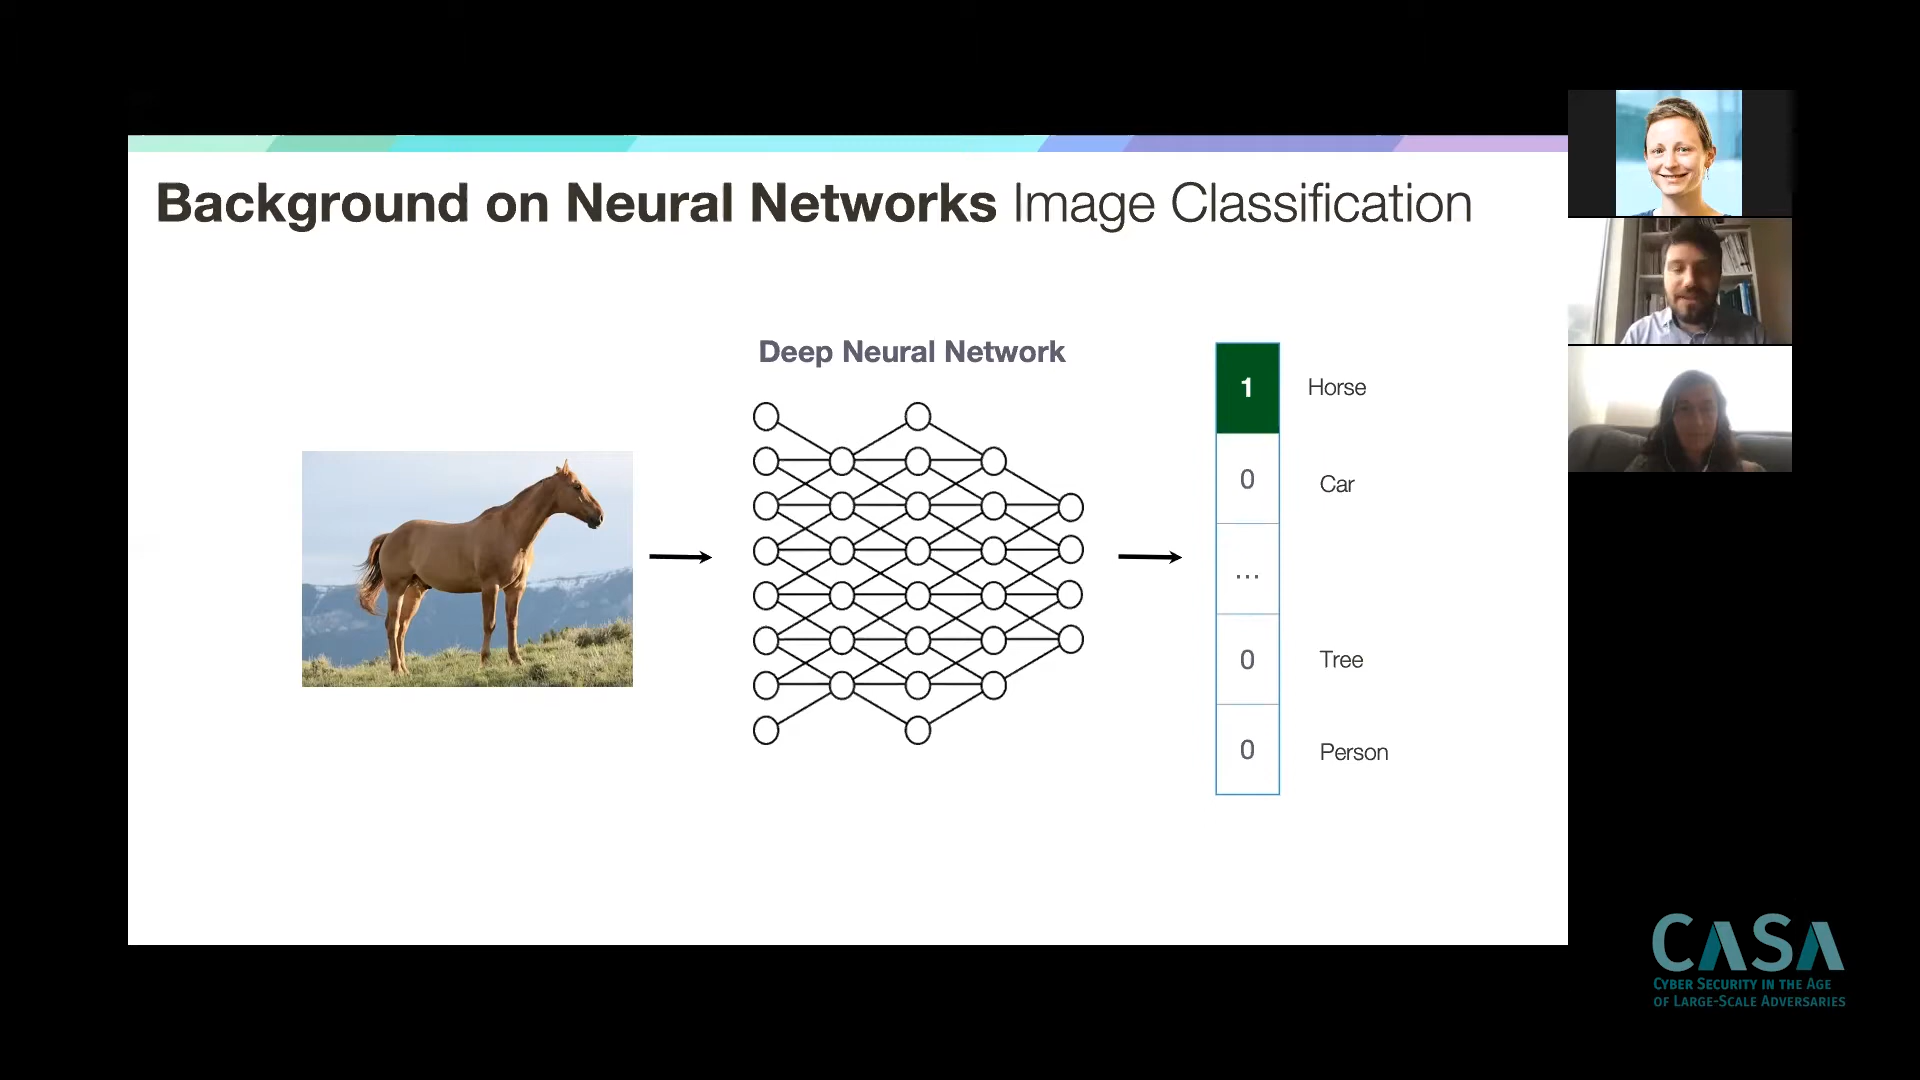 Background on Neural Networks Image Classification
Deep Neural Network
1 Horse
0 Car
...
0 Tree
0 Person
CASA
CYBER SECURITY IN THE AGE
OF LARGE-SCALE ADVERSARIES